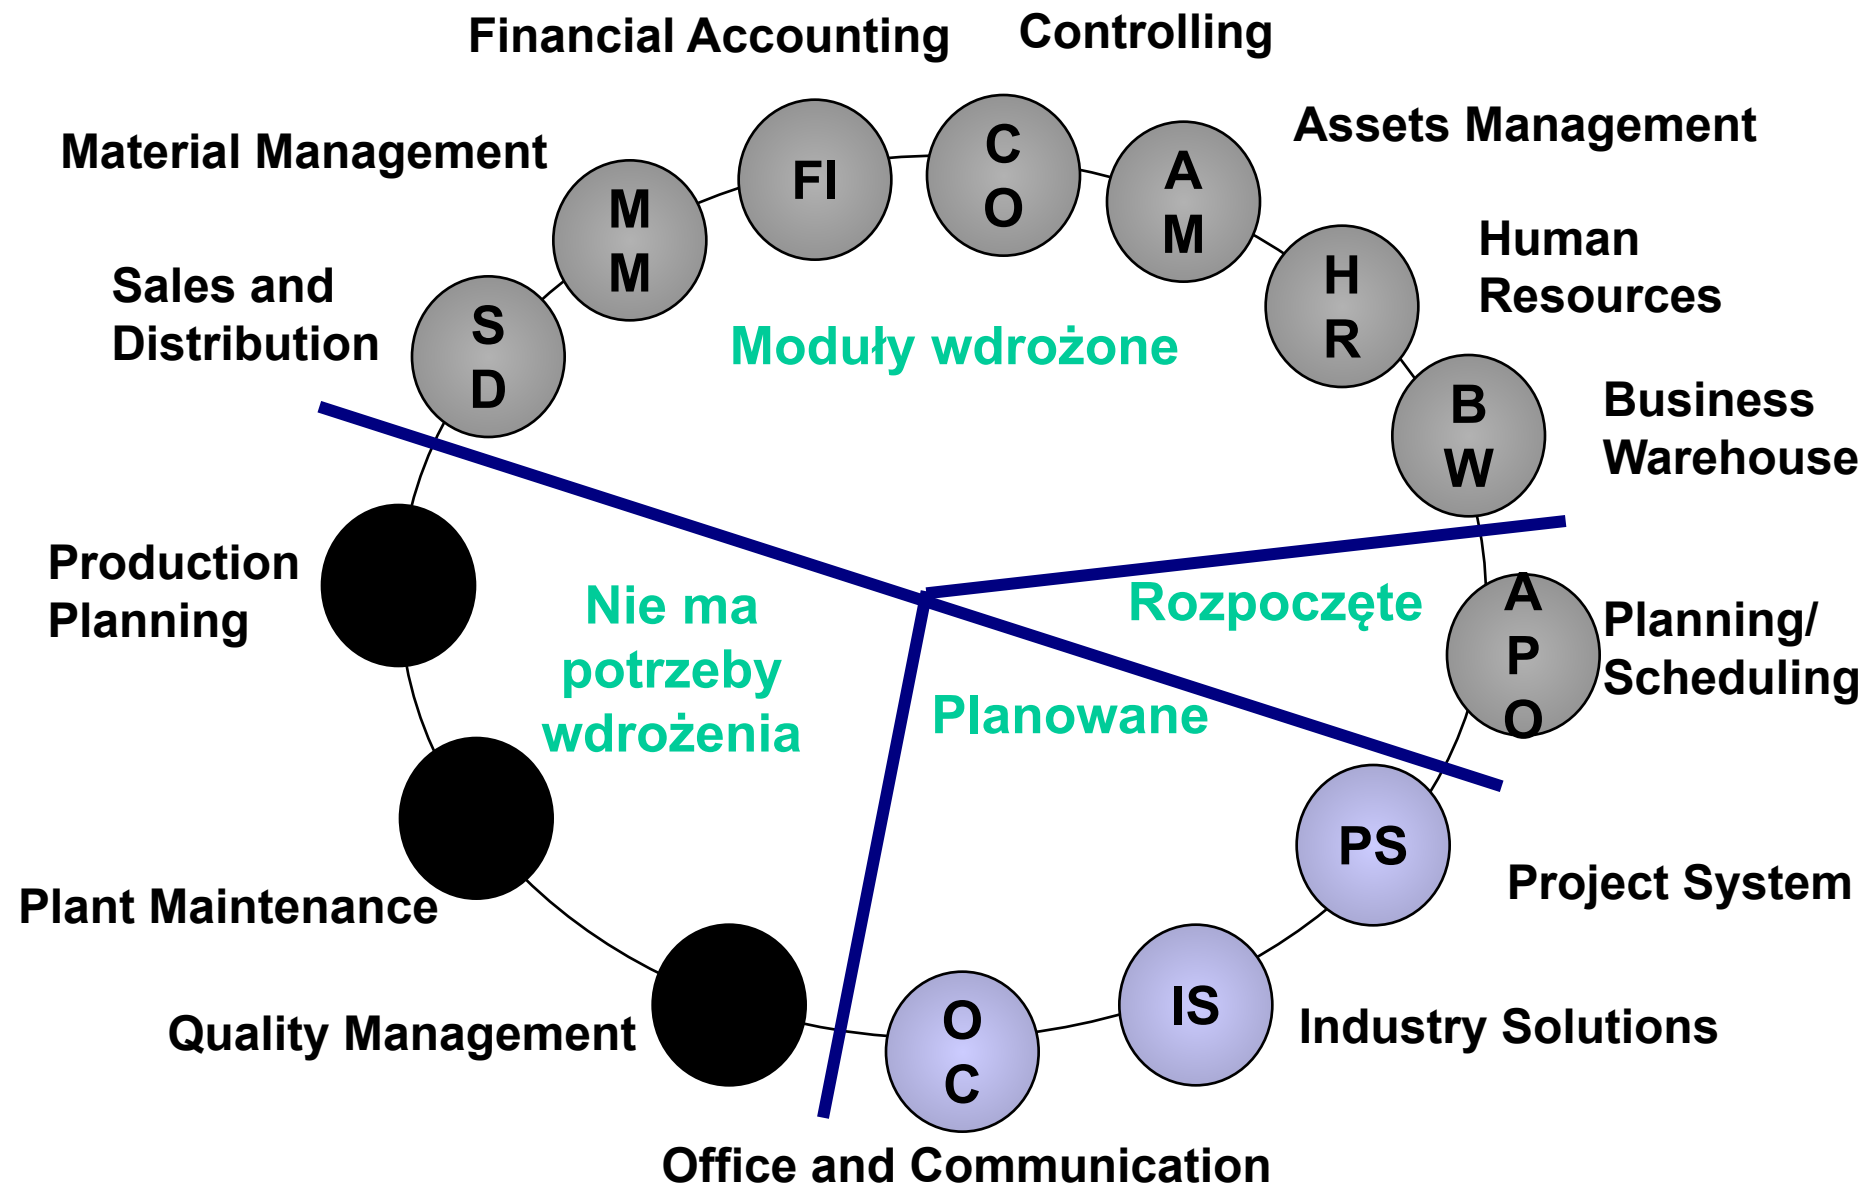 Financial Accounting
Controlling
Material Management
Assets Management
Sales and
Distribution
Human
Resources
S
D
M
M
FI
C
O
A
M
H
R
B
W
Business
Warehouse
Moduły wdrożone
Production
Planning
Nie ma
potrzeby
wdrożenia
Rozpoczęte
Planowane
A
P
O
Planning/
Scheduling
PS
Project System
Plant Maintenance
IS
Industry Solutions
Quality Management
O
C
Office and Communication